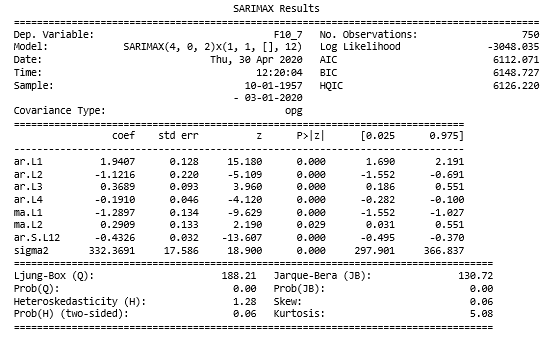 SARIMAX Results
==============================================================================
Dep. Variable: F10_7 No. Observations: 750
Model: SARIMAX(4, 0, 2)x(1, 1, [], 12) Log Likelihood -3048.035
Date: Thu, 30 Apr 2020 AIC 6112.071
Time: 12:20:04 BIC 6148.727
Sample: 10-01-1957 HQIC 6126.220
- 03-01-2020
Covariance Type: opg
==============================================================================
coef std err z P>|z| [0.025 0.975]
------------------------------------------------------------------------------
ar.L1 1.9407 0.128 15.180 0.000 1.690 2.191
ar.L2 -1.1216 0.220 -5.109 0.000 -1.552 -0.691
ar.L3 0.3689 0.093 3.960 0.000 0.186 0.551
ar.L4 -0.1910 0.046 -4.120 0.000 -0.282 -0.100
ma.L1 -1.2897 0.134 -9.629 0.000 -1.552 -1.027
ma.L2 0.2909 0.133 2.190 0.029 0.031 0.551
ar.S.L12 -0.4326 0.032 -13.607 0.000 -0.495 -0.370
sigma2 332.3691 17.586 18.900 0.000 297.901 366.837
==============================================================================
Ljung-Box (Q): 188.21 Jarque-Bera (JB): 130.72
Prob(Q): 0.00 Prob(JB): 0.00
Heteroskedasticity (H): 1.28 Skew: 0.06
Prob(H) (two-sided): 0.06 Kurtosis: 5.08
==============================================================================